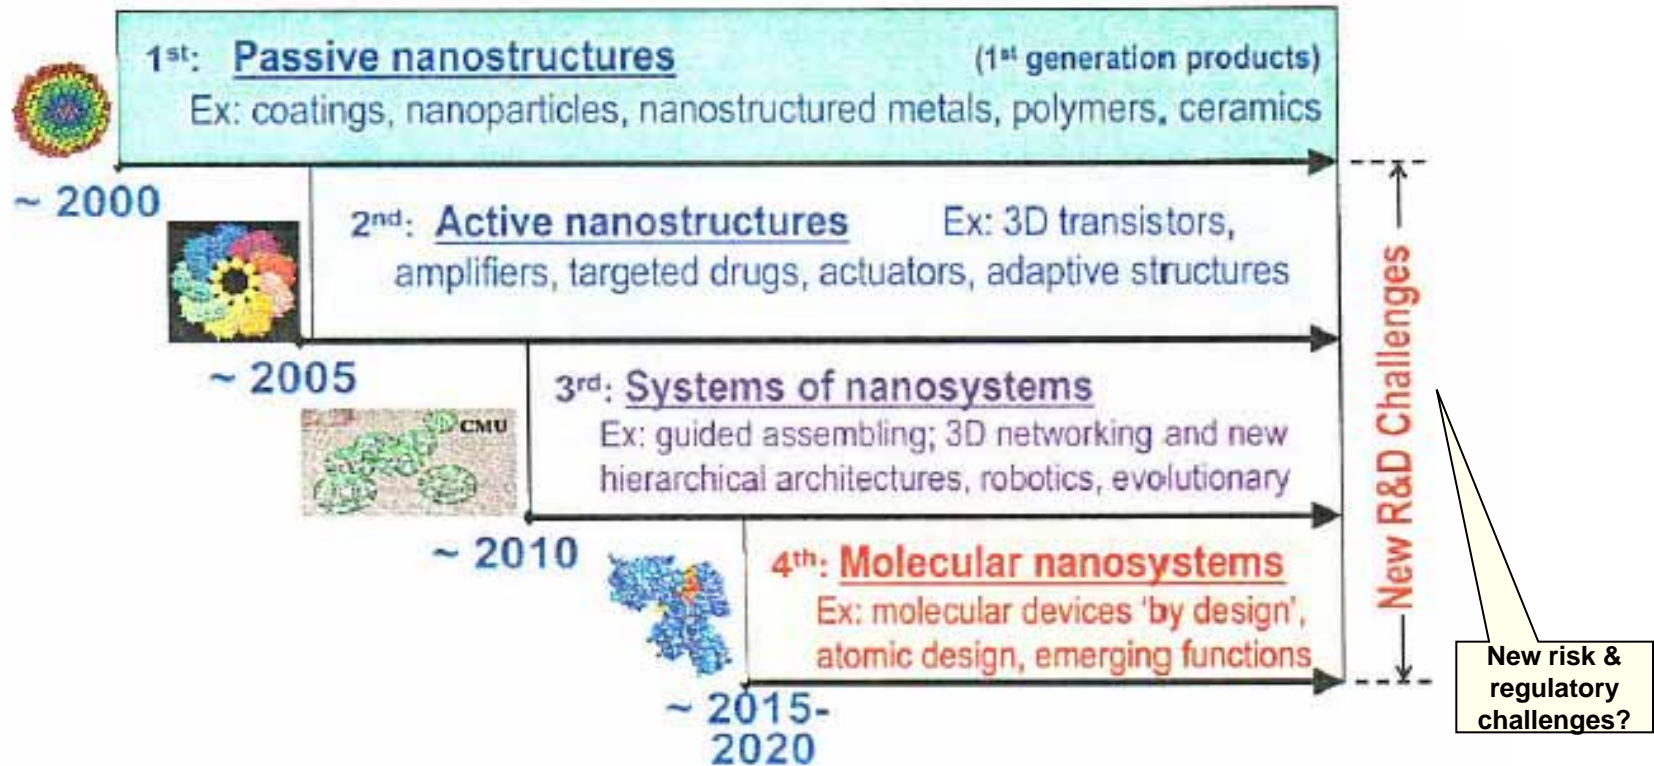 1st: Passive nanostructures (1st generation products)
Ex: coatings, nanoparticles, nanostructured metals, polymers, ceramics
~ 2000
2nd: Active nanostructures Ex: 3D transistors,
amplifiers, targeted drugs, actuators, adaptive structures
~ 2005
3rd: Systems of nanosystems
Ex: guided assembling; 3D networking and new
hierarchical architectures, robotics, evolutionary
CMU
~ 2010
4th: Molecular nanosystems
Ex: molecular devices 'by design',
atomic design, emerging functions
~ 2015-
2020
New R&D Challenges
New risk &
regulatory
challenges?